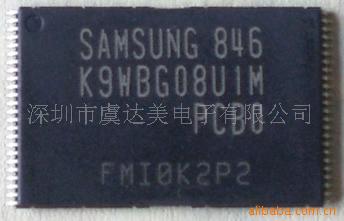 SAMSUNG 846
K9WBG08U1M
深圳市虞达美电子有限公司
PCB0
FMI0K2P2
alibaba.com.cn